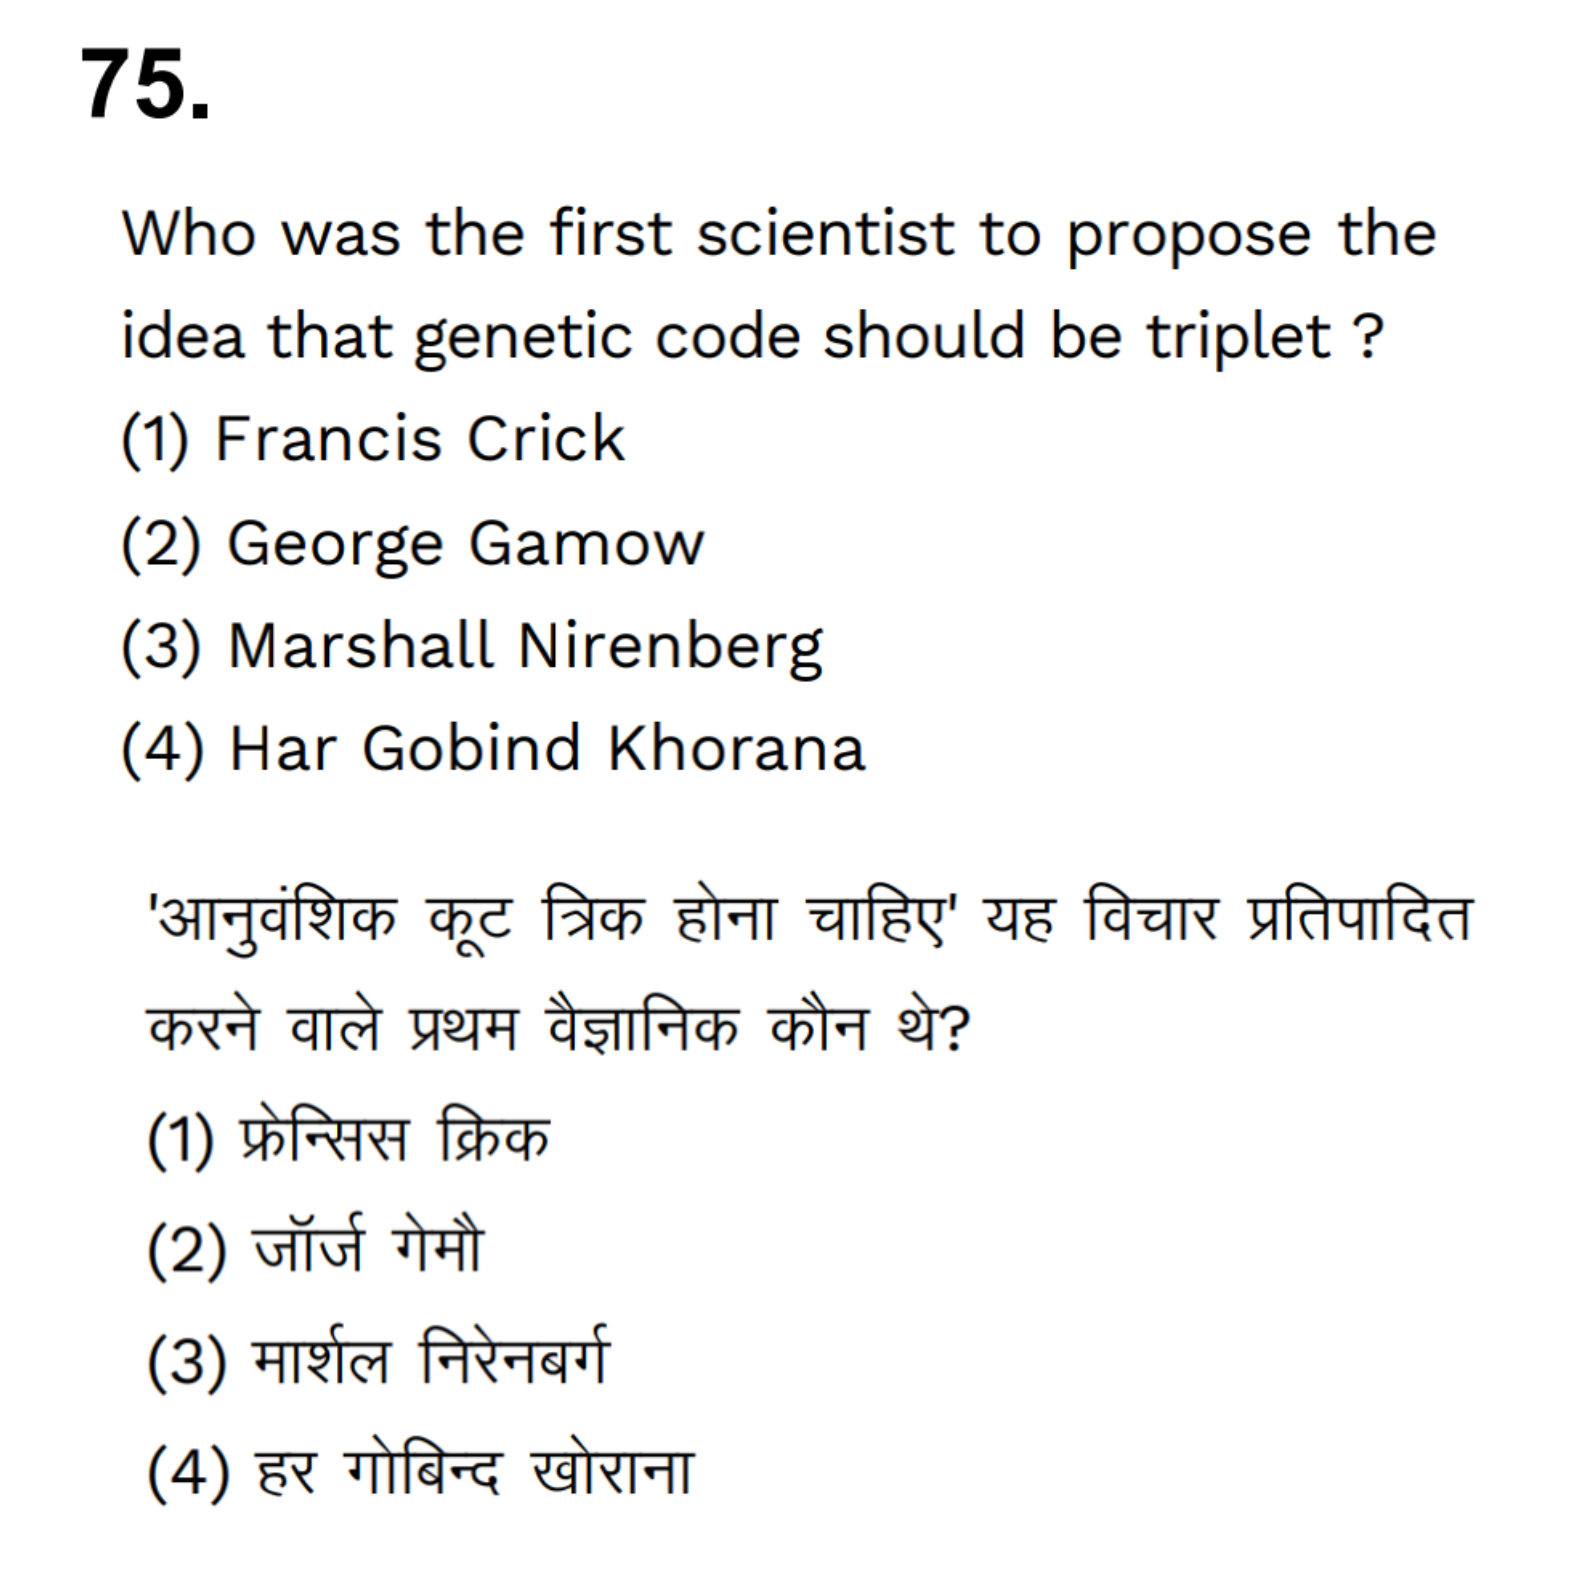 75.
Who was the first scientist to propose the
idea that genetic code should be triplet ?
(1) Francis Crick
(2) George Gamow
(3) Marshall Nirenberg
(4) Har Gobind Khorana
'आनुवंशिक कूट त्रिक होना चाहिए' यह विचार प्रतिपादित
करने वाले प्रथम वैज्ञानिक कौन थे?
(1) फ्रेन्सिस क्रिक
(2) जॉर्ज गेमौ
(3) मार्शल निरेनबर्ग
(4) हर गोबिन्द खोराना